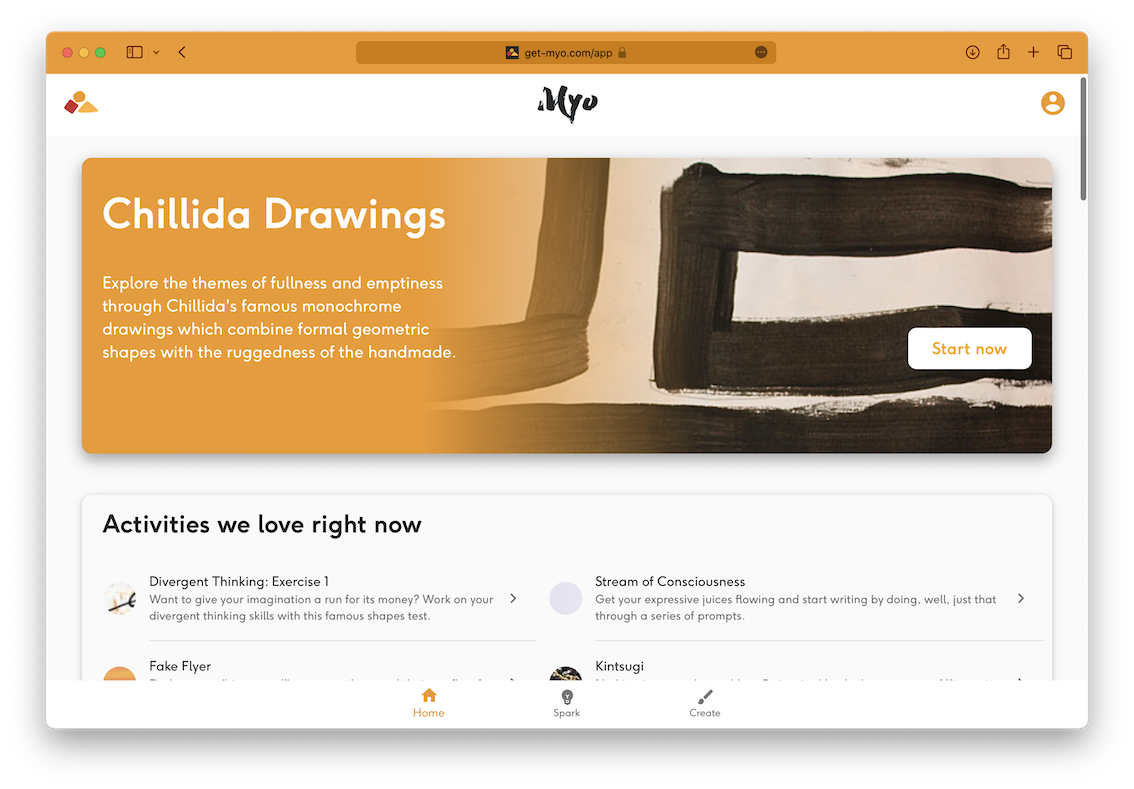 get-myo.com/app
Myo
Chillida Drawings
Explore the themes of fullness and emptiness
through Chillida's famous monochrome
drawings which combine formal geometric
shapes with the ruggedness of the handmade.
Start now
Activities we love right now
Divergent Thinking: Exercise 1
Want to give your imagination a run for its money? Work on your
divergent thinking skills with this famous shapes test.
Stream of Consciousness
Get your expressive juices flowing and start writing by doing, well, just that
through a series of prompts.
Fake Flyer
Kintsugi
Home
Spark
Create